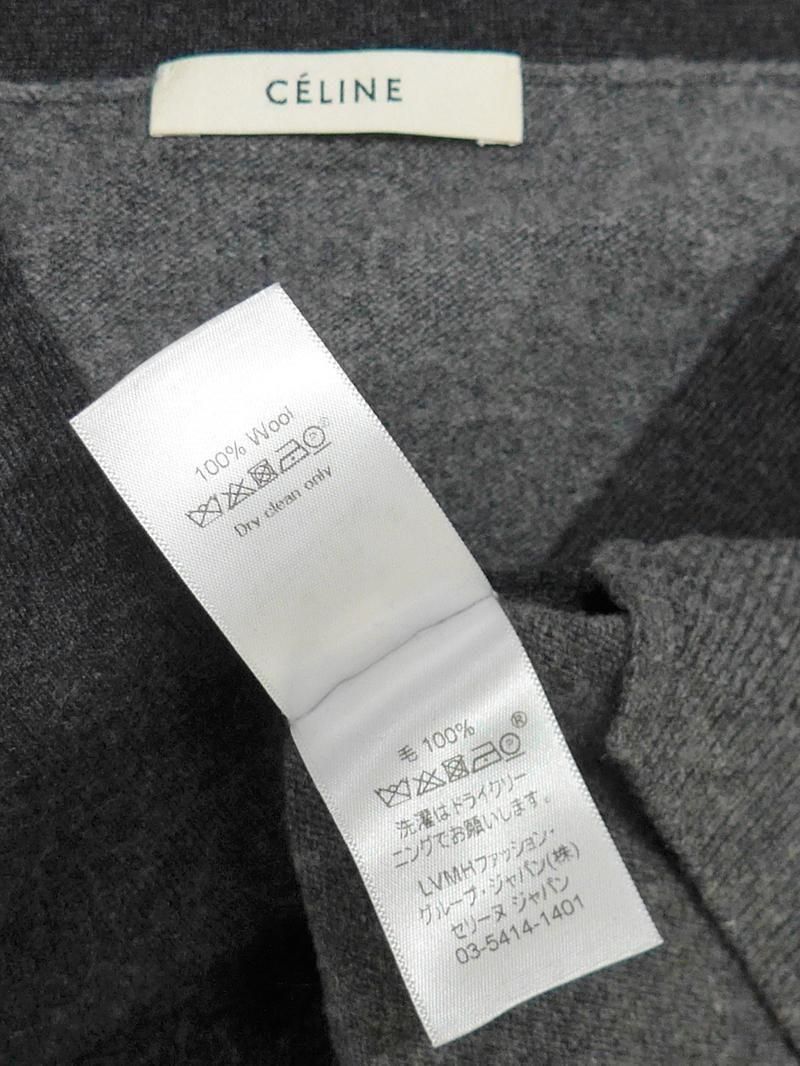 CÉLINE
100% Wool
Dry clean only
毛 100%
洗濯はドライクリー
ニングでお願いします。
LVMHファッション・
グループ・ジャパン(株)
セリーヌ ジャパン
03-5414-1401